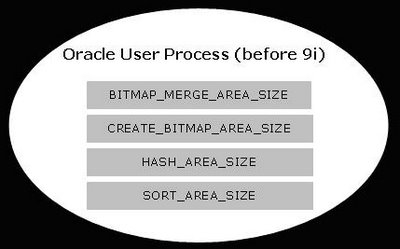 Oracle User Process (before 9i)
BITMAP_MERGE_AREA_SIZE
CREATE_BITMAP_AREA_SIZE
HASH_AREA_SIZE
SORT_AREA_SIZE